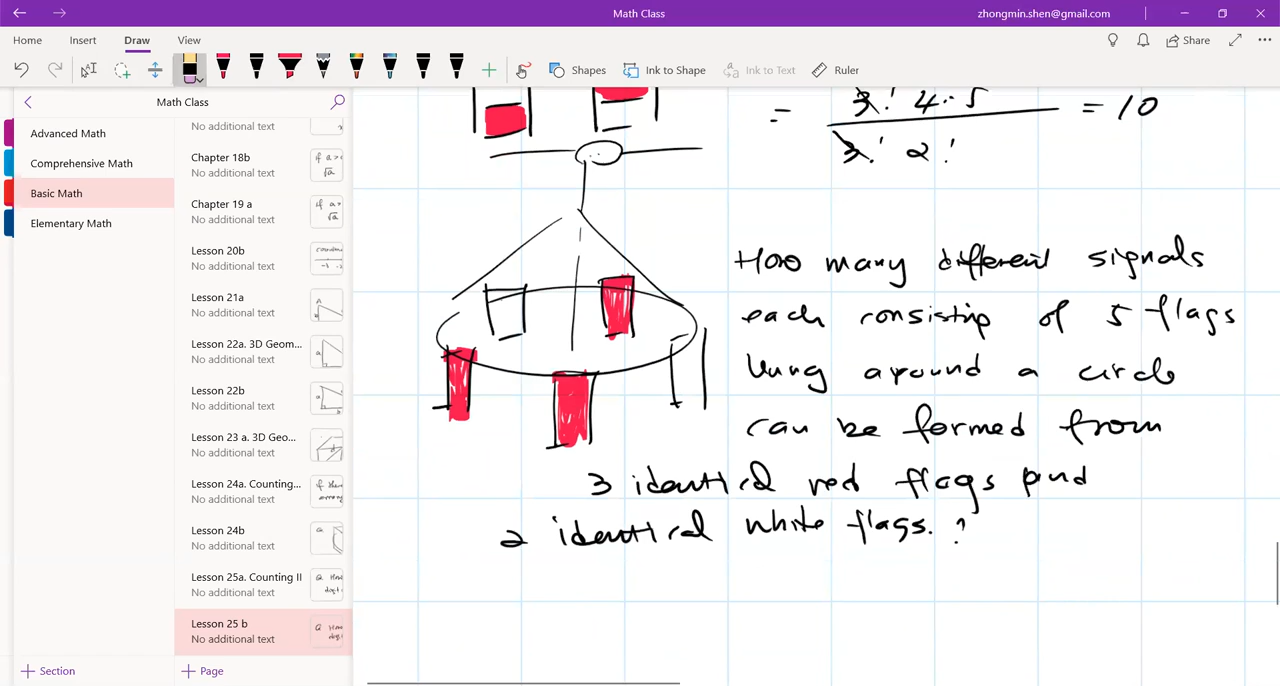 Math Class
zhongmin.shen@gmail.com
Home
Insert
Draw
View
Share
Shapes
Ink to Shape
Ink to Text
Ruler
Math Class
Advanced Math
Comprehensive Math
Basic Math
Elementary Math
No additional text
Chapter 18b
No additional text
Chapter 19 a
No additional text
Lesson 20b
No additional text
Lesson 21a
No additional text
Lesson 22a. 3D Geom...
No additional text
Lesson 22b
No additional text
Lesson 23 a. 3D Geo...
No additional text
Lesson 24a. Counting...
No additional text
Lesson 24b
No additional text
Lesson 25a. Counting II
No additional text
Lesson 25 b
No additional text
Section
Page
= 3! 4·5 / 3! 2! = 10
How many different signals
each consisting of 5 flags
hung around a circle
can be formed from
3 identical red flags and
2 identical white flags. ?